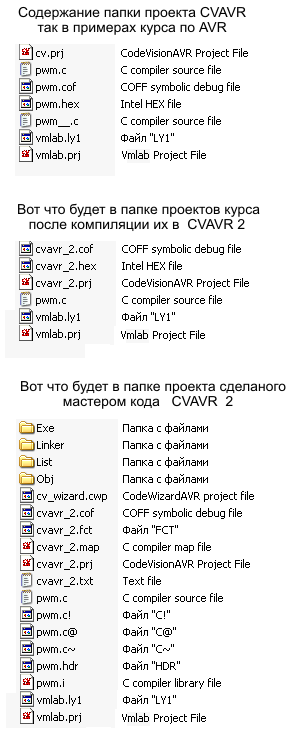 Содержание папки проекта CVAVR
так в примерах курса по AVR
cv.prj CodeVisionAVR Project File
pwm.c C compiler source file
pwm.cof COFF symbolic debug file
pwm.hex Intel HEX file
pwm__.c C compiler source file
vmlab.ly1 Файл "LY1"
vmlab.prj Vmlab Project File
Вот что будет в папке проектов курса
после компиляции их в CVAVR 2
cvavr_2.cof COFF symbolic debug file
cvavr_2.hex Intel HEX file
cvavr_2.prj CodeVisionAVR Project File
pwm.c C compiler source file
vmlab.ly1 Файл "LY1"
vmlab.prj Vmlab Project File
Вот что будет в папке проекта сделаного
мастером кода CVAVR 2
Exe Папка с файлами
Linker Папка с файлами
List Папка с файлами
Obj Папка с файлами
cv_wizard.cwp CodeWizardAVR project file
cvavr_2.cof COFF symbolic debug file
cvavr_2.fct Файл "FCT"
cvavr_2.map C compiler map file
cvavr_2.prj CodeVisionAVR Project File
cvavr_2.txt Text file
pwm.c C compiler source file
pwm.c! Файл "C!"
pwm.c@ Файл "C@"
pwm.c~ Файл "C~"
pwm.hdr Файл "HDR"
pwm.i C compiler library file
vmlab.ly1 Файл "LY1"
vmlab.prj Vmlab Project File